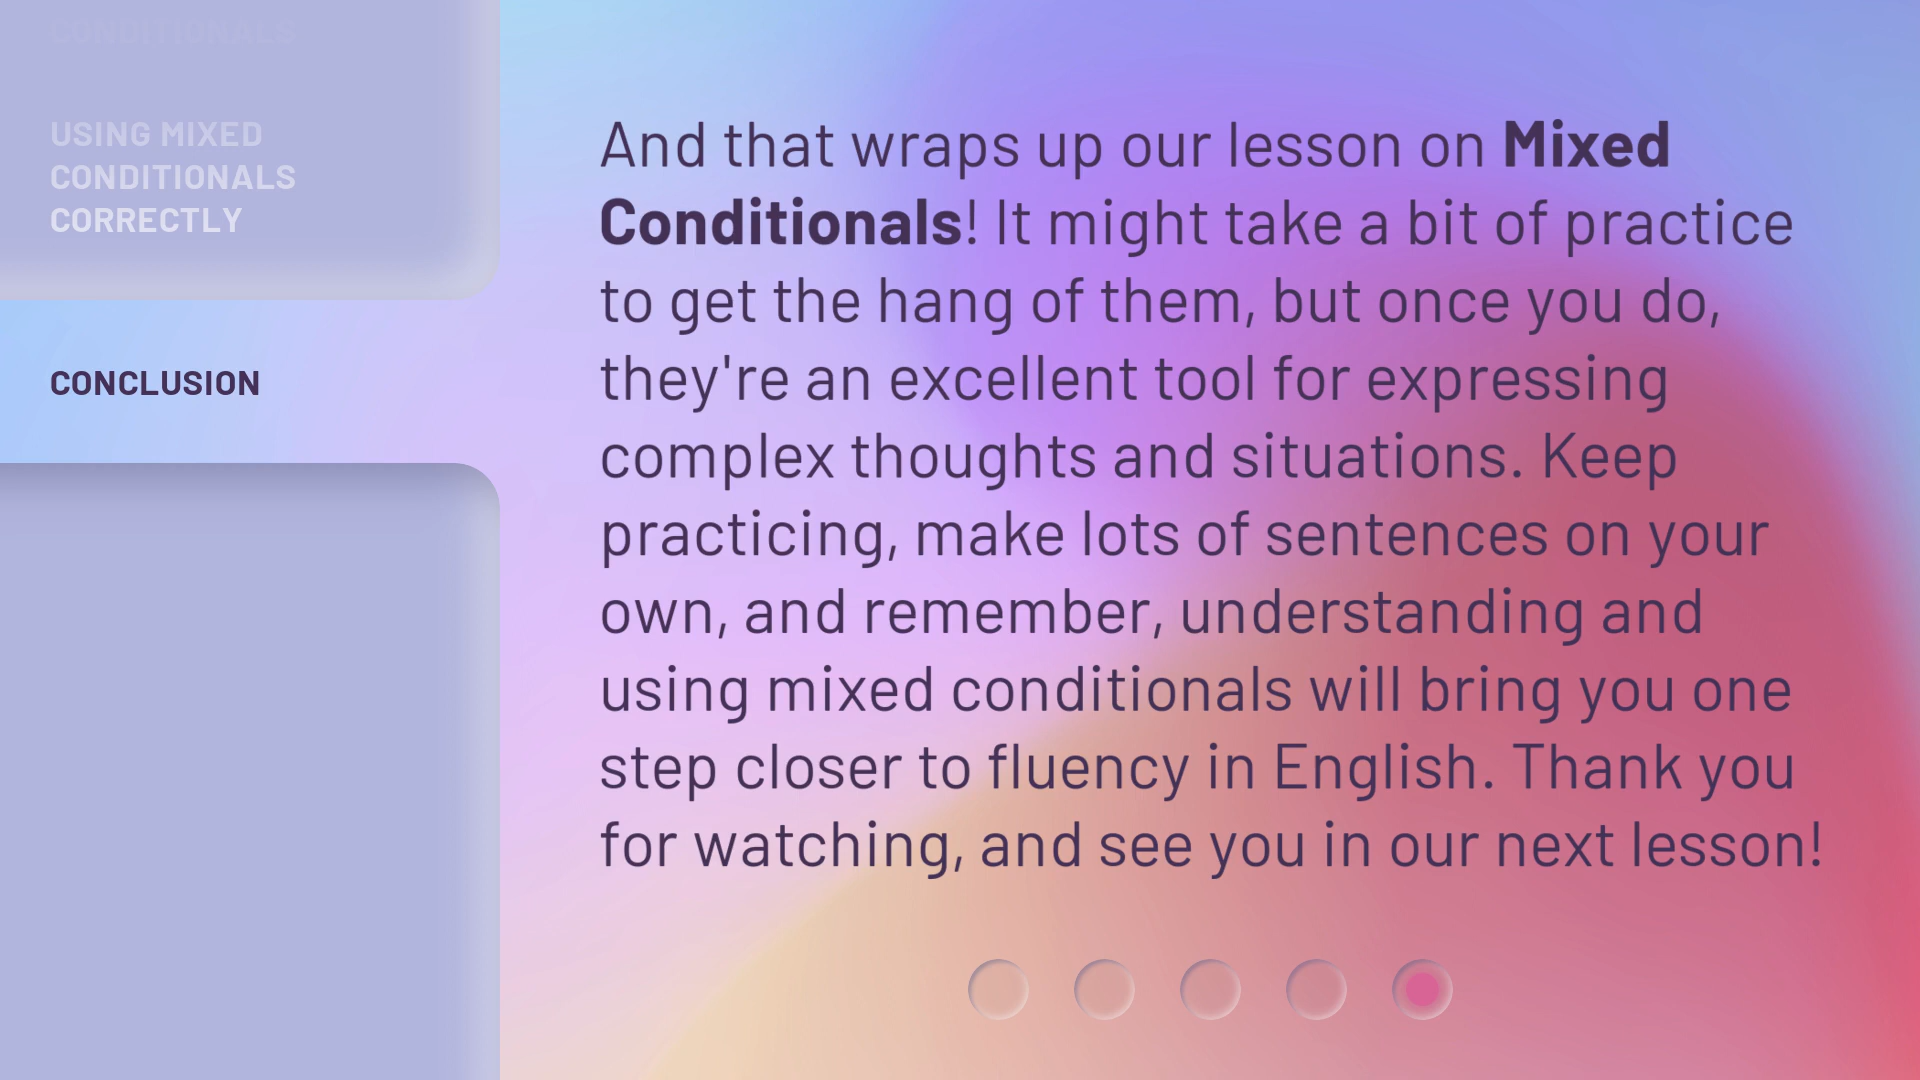 CONDITIONALS
USING MIXED
CONDITIONALS
CORRECTLY
CONCLUSION
And that wraps up our lesson on Mixed
Conditionals! It might take a bit of practice
to get the hang of them, but once you do,
they're an excellent tool for expressing
complex thoughts and situations. Keep
practicing, make lots of sentences on your
own, and remember, understanding and
using mixed conditionals will bring you one
step closer to fluency in English. Thank you
for watching, and see you in our next lesson!